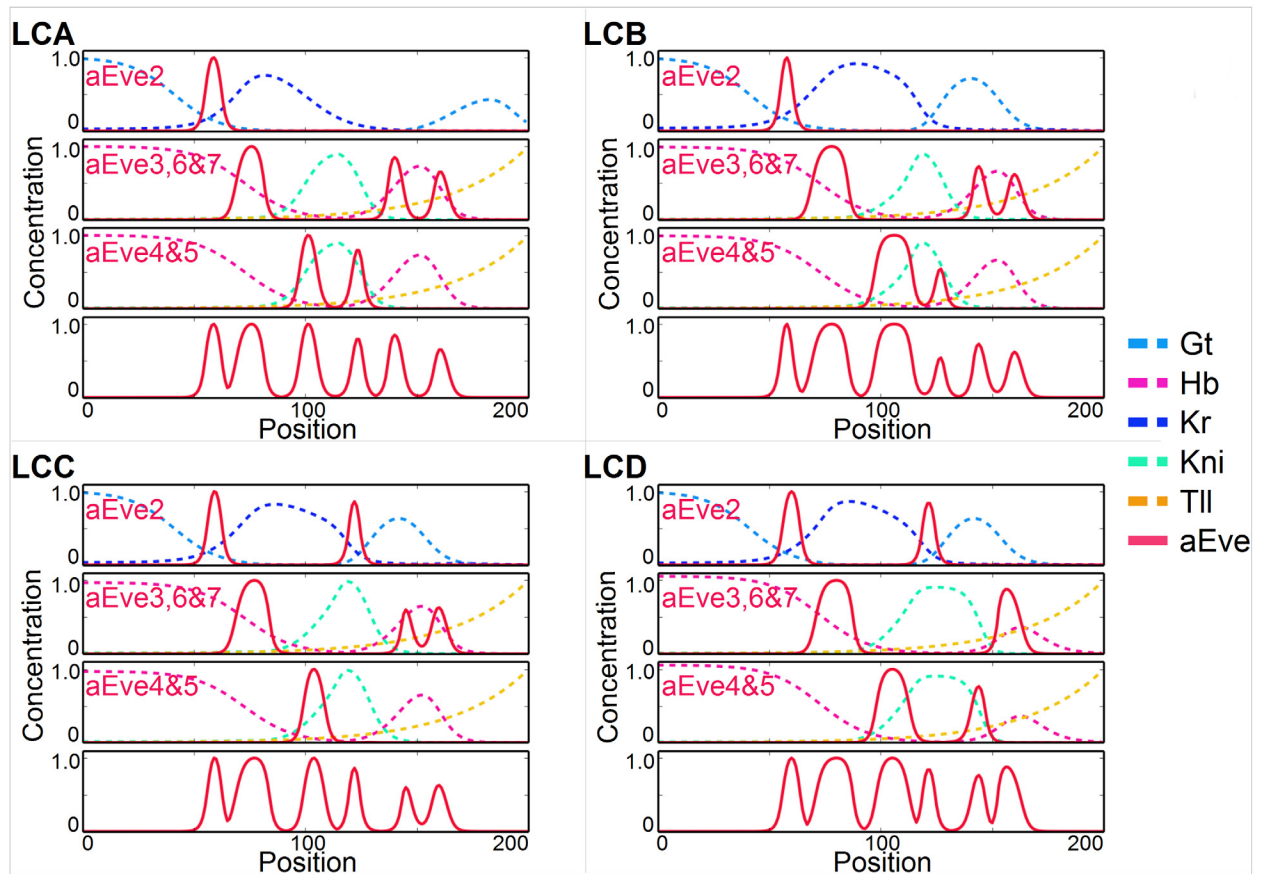 LCA
1.0
aEve2
0
1.0
aEve3,6&7
0
1.0
aEve4&5
0
1.0
0
0 100 200
Position
Concentration
LCB
1.0
aEve2
0
1.0
aEve3,6&7
0
1.0
aEve4&5
0
1.0
0
0 100 200
Position
Concentration
LCC
1.0
aEve2
0
1.0
aEve3,6&7
0
1.0
aEve4&5
0
1.0
0
0 100 200
Position
Concentration
LCD
1.0
aEve2
0
1.0
aEve3,6&7
0
1.0
aEve4&5
0
1.0
0
0 100 200
Position
Concentration
Gt
Hb
Kr
Kni
Tll
aEve